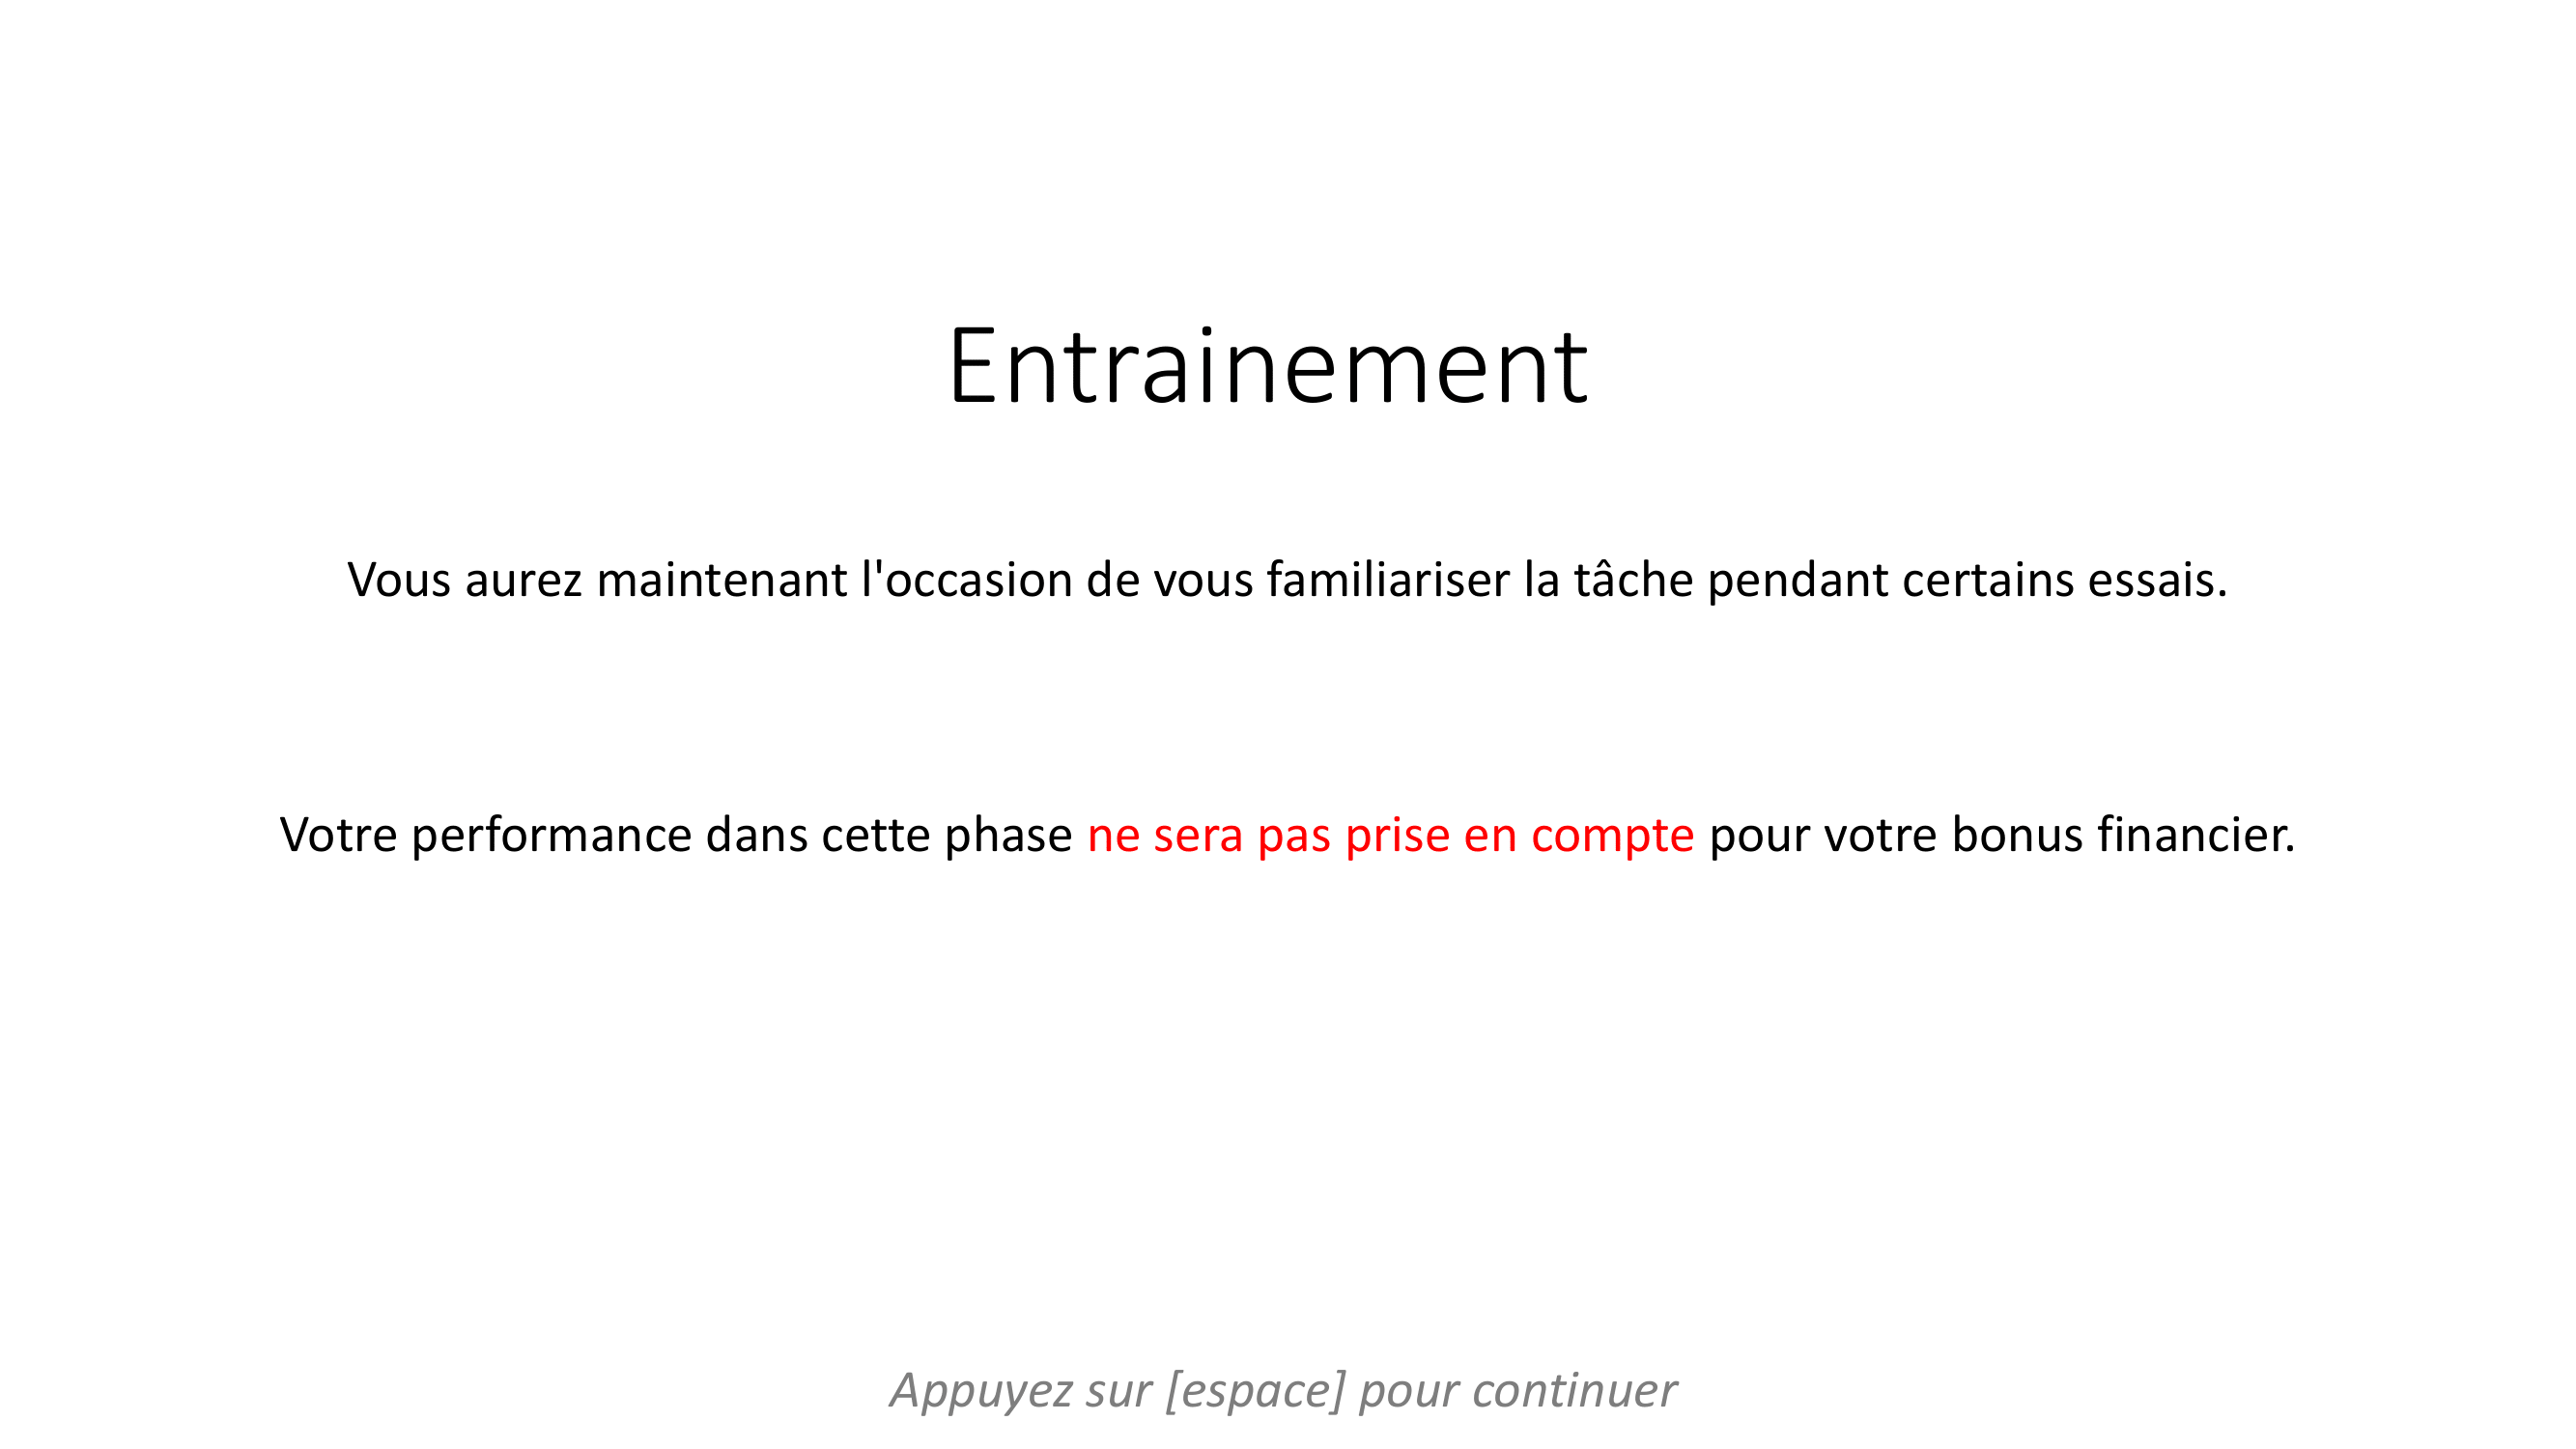 Entrainement
Vous aurez maintenant l'occasion de vous familiariser la tâche pendant certains essais.
Votre performance dans cette phase ne sera pas prise en compte pour votre bonus financier.
Appuyez sur [espace] pour continuer